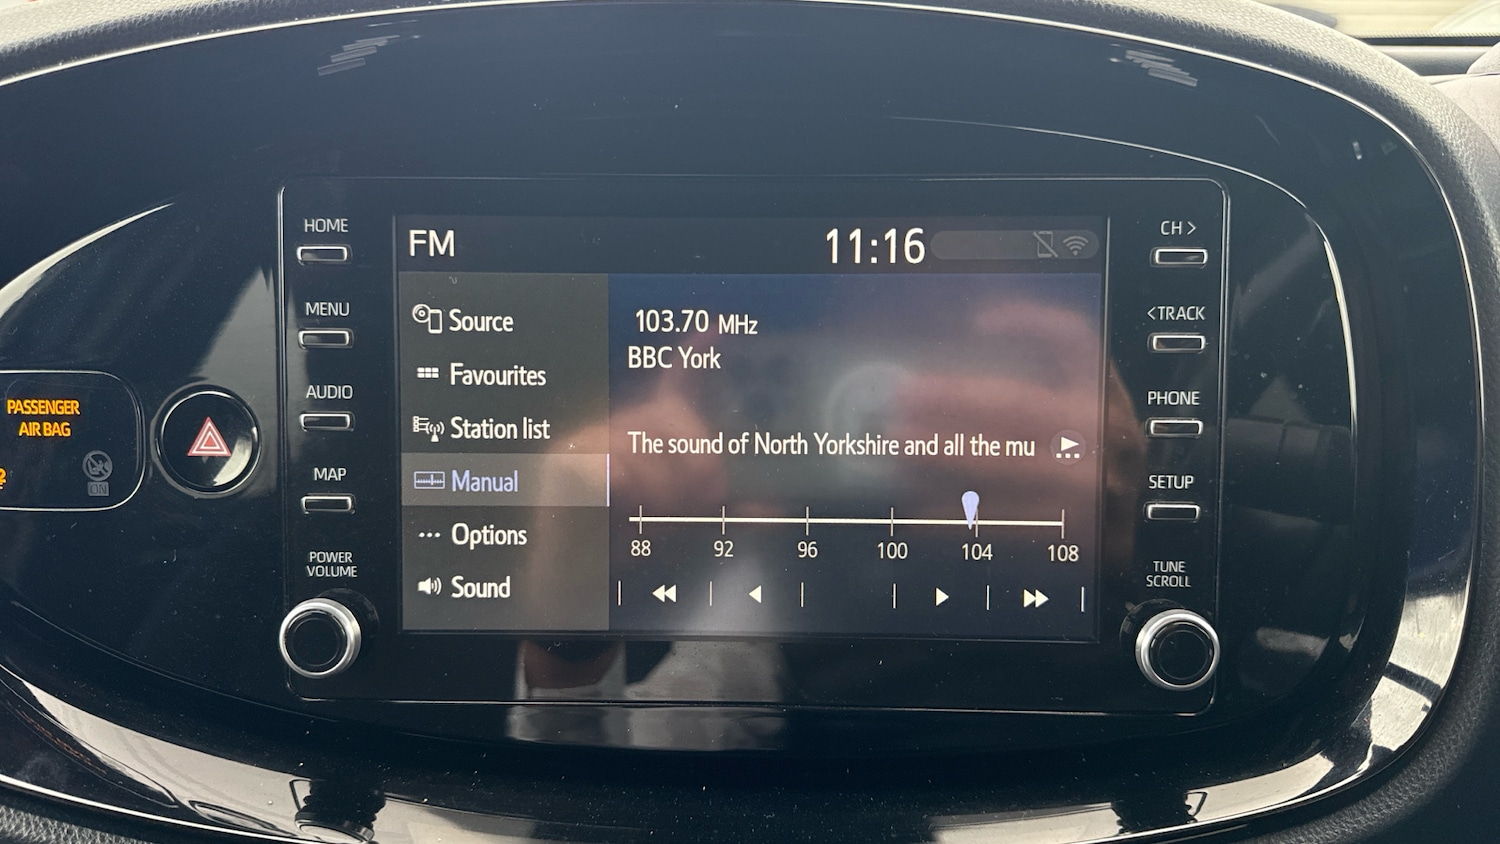 HOME
MENU
AUDIO
MAP
POWER
VOLUME
PASSENGER
AIR BAG
ON
FM
11:16
Source
Favourites
Station list
Manual
Options
Sound
103.70 MHz
BBC York
The sound of North Yorkshire and all the mu
88 92 96 100 104 108
CH >
< TRACK
PHONE
SETUP
TUNE
SCROLL